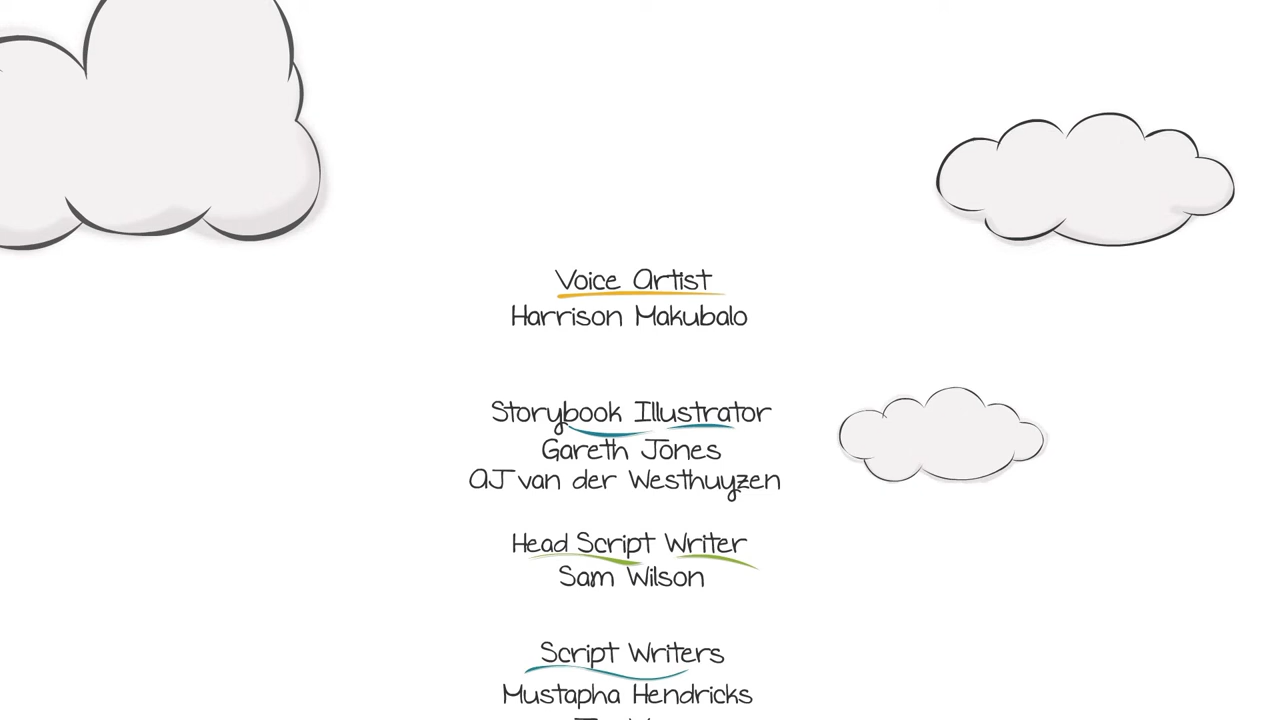 Voice Artist
Harrison Makubalo
Storybook Illustrator
Gareth Jones
AJ van der Westhuyzen
Head Script Writer
Sam Wilson
Script Writers
Mustapha Hendricks